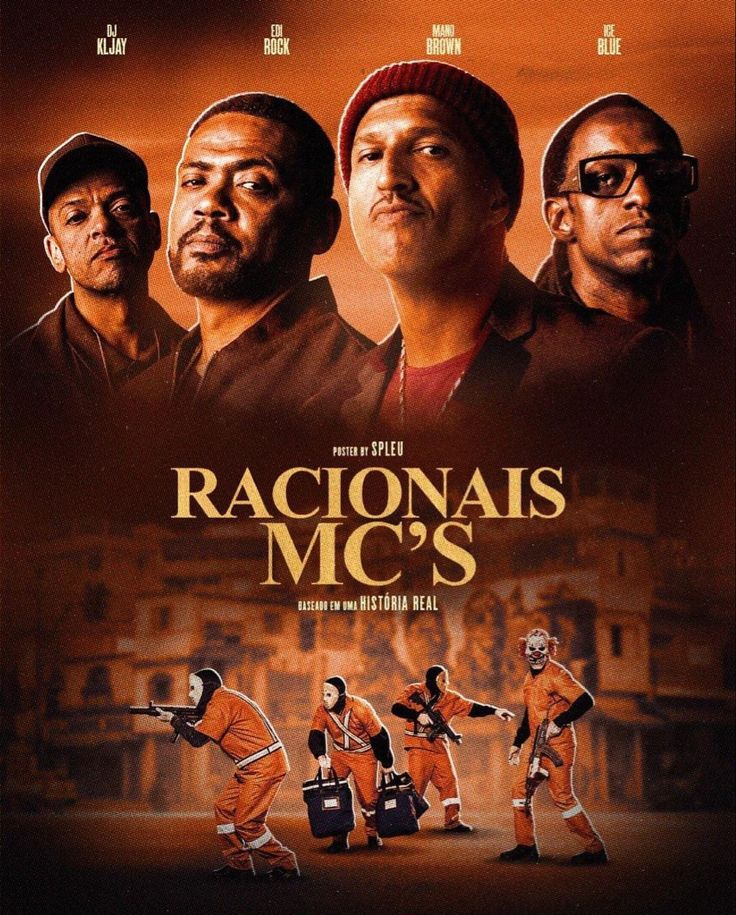 DJ
KLJAY
EDI
ROCK
MANO
BROWN
ICE
BLUE
POSTER BY SPLEU
RACIONAIS
MC'S
BASEADO EM UMA HISTÓRIA REAL